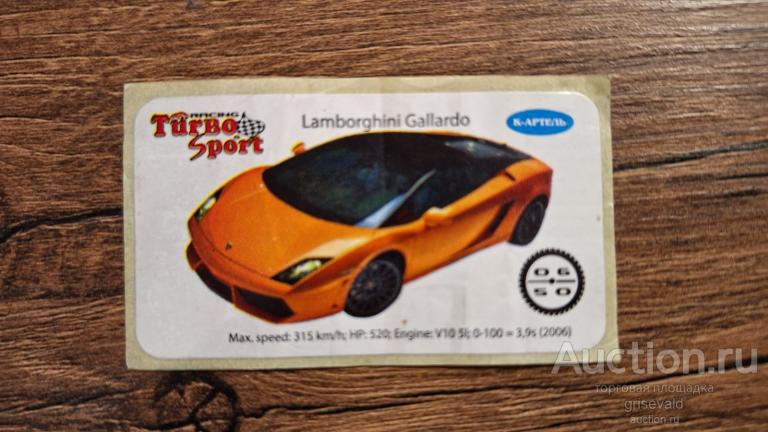 RACING
Turbo
Sport
Lamborghini Gallardo
К-АРТЕЛЬ
06
50
Max. speed: 315 km/h; HP: 520; Engine: V10 5l; 0-100 = 3,9s (2006)
Auction.ru
торговая площадка
grisevald
auction.ru